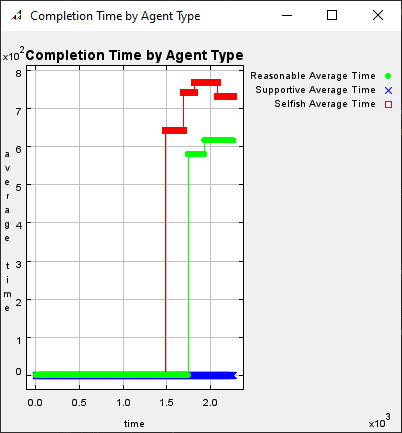 Completion Time by Agent Type
x10^2 Completion Time by Agent Type
Reasonable Average Time
Supportive Average Time
Selfish Average Time
8
7
6
5
4
3
2
1
0
average time
0.0 0.5 1.0 1.5 2.0
time
x10^3